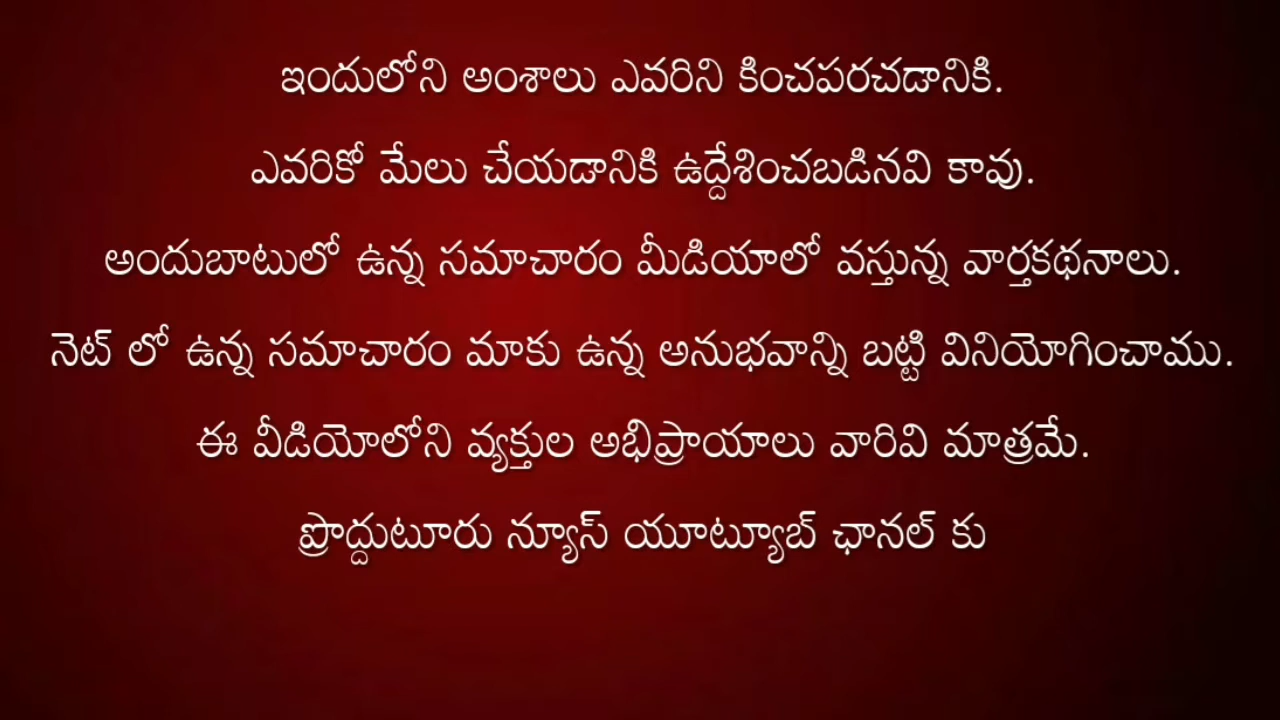 ఇందులోని అంశాలు ఎవరిని కించపరచడానికి.
ఎవరికో మేలు చేయడానికి ఉద్దేశించబడినవి కావు.
అందుబాటులో ఉన్న సమాచారం మీడియాలో వస్తున్న వార్తకథనాలు.
నెట్ లో ఉన్న సమాచారం మాకు ఉన్న అనుభవాన్ని బట్టి వినియోగించాము.
ఈ వీడియోలోని వ్యక్తుల అభిప్రాయాలు వారివి మాత్రమే.
ప్రొద్దుటూరు న్యూస్ యూట్యూబ్ ఛానల్ కు